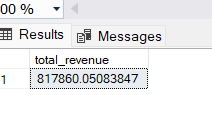 00 %
Results Messages
total_revenue
1 817860.05083847